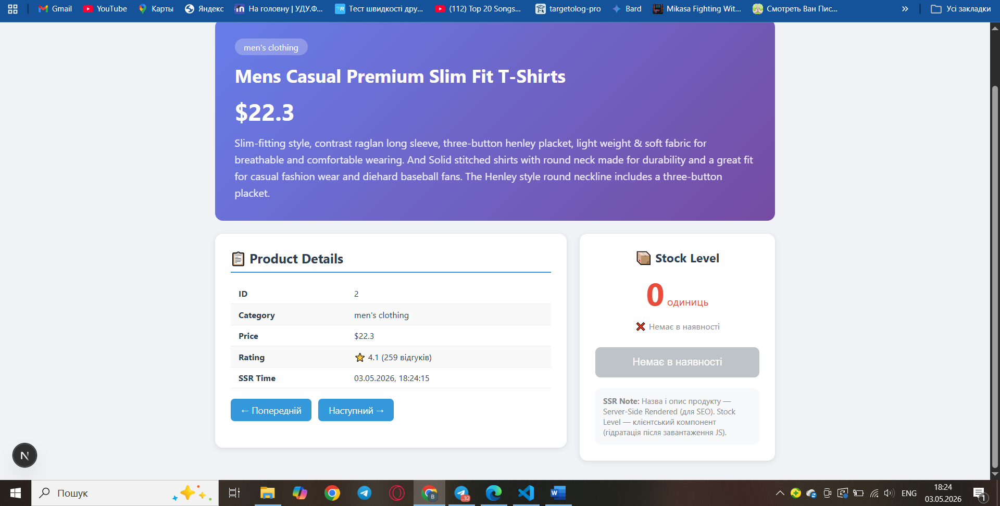 Gmail
YouTube
Карты
Яндекс
На головну | УДУ.Ф...
Тест швидкості дру...
(112) Top 20 Songs...
targetolog-pro
Bard
Mikasa Fighting Wit...
Смотреть Ван Пис...
»
Усі закладки
men's clothing
Mens Casual Premium Slim Fit T-Shirts
$22.3
Slim-fitting style, contrast raglan long sleeve, three-button henley placket, light weight & soft fabric for
breathable and comfortable wearing. And Solid stitched shirts with round neck made for durability and a great fit
for casual fashion wear and diehard baseball fans. The Henley style round neckline includes a three-button
placket.
Product Details
ID 2
Category men's clothing
Price $22.3
Rating 4.1 (259 відгуків)
SSR Time 03.05.2026, 18:24:15
← Попередній
Наступний →
Stock Level
0 одиниць
Немає в наявності
Немає в наявності
SSR Note: Назва і опис продукту —
Server-Side Rendered (для SEO). Stock
Level — клієнтський компонент
(гідратація після завантаження JS).
N
Пошук
B
..32
W
ENG
18:24
03.05.2026
1